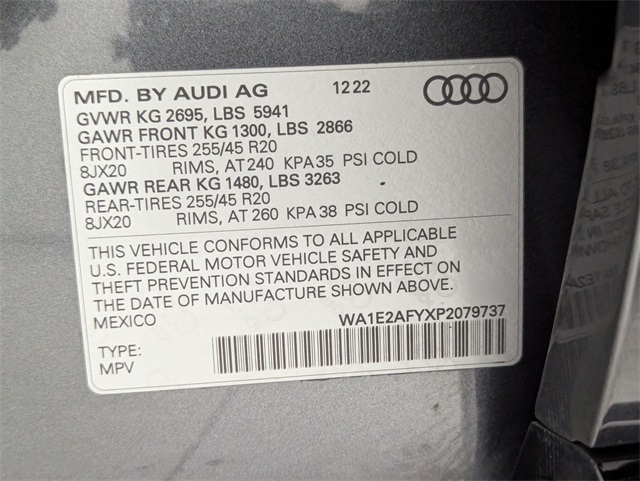 MFD. BY AUDI AG 12 22
GVWR KG 2695, LBS 5941
GAWR FRONT KG 1300, LBS 2866
FRONT-TIRES 255/45 R20
8JX20 RIMS, AT 240 KPA 35 PSI COLD
GAWR REAR KG 1480, LBS 3263
REAR-TIRES 255/45 R20
8JX20 RIMS, AT 260 KPA 38 PSI COLD
THIS VEHICLE CONFORMS TO ALL APPLICABLE
U.S. FEDERAL MOTOR VEHICLE SAFETY AND
THEFT PREVENTION STANDARDS IN EFFECT ON
THE DATE OF MANUFACTURE SHOWN ABOVE.
MEXICO WA1E2AFYXP2079737
TYPE:
MPV